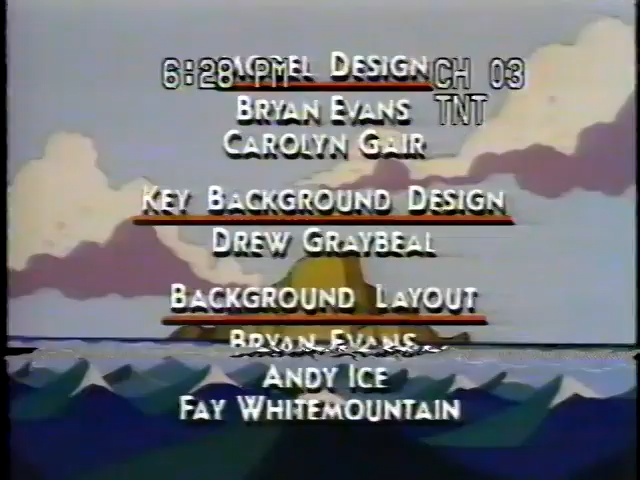 6:28 PM CH 03
TNT
Model Design
Bryan Evans
Carolyn Gair
Key Background Design
Drew Graybeal
Background Layout
Bryan Evans
Andy Ice
Fay Whitemountain